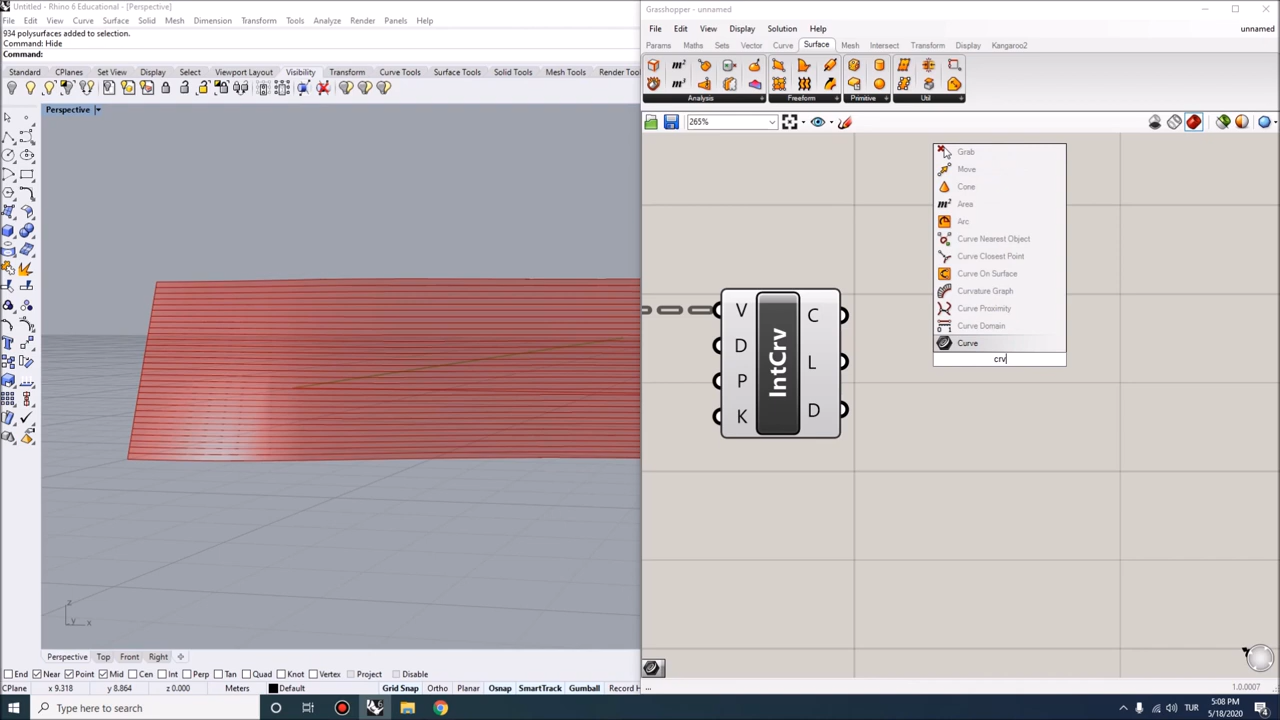 Untitled - Rhino 6 Educational - [Perspective]
File Edit View Curve Surface Solid Mesh Dimension Transform Tools Analyze Render Panels Help
934 polysurfaces added to selection.
Command: Hide
Command:
Standard CPlanes Set View Display Select Viewport Layout Visibility Transform Curve Tools Surface Tools Solid Tools Mesh Tools Render Too
Perspective
z
y x
Perspective Top Front Right
End Near Point Mid Cen Int Perp Tan Quad Knot Vertex Project Disable
CPlane x 9.318 y 8.864 z 0.000 Meters Default Grid Snap Ortho Planar Osnap SmartTrack Gumball Record H
Grasshopper - unnamed
File Edit View Display Solution Help unnamed
Params Maths Sets Vector Curve Surface Mesh Intersect Transform Display Kangaroo2
Analysis Freeform Primitive Util
265%
Grab
Move
Cone
m² Area
Arc
Curve Nearest Object
Curve Closest Point
Curve On Surface
Curvature Graph
Curve Proximity
0 1 Curve Domain
Curve
crv
V D P K
IntCrv
C L D
...
1.0.0007
Type here to search
TUR
5:08 PM
5/18/2020
4